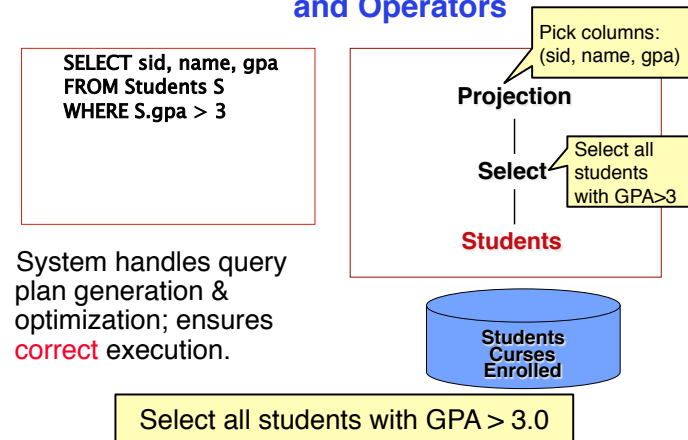 and Operators
SELECT sid, name, gpa
FROM Students S
WHERE S.gpa > 3
Pick columns:
(sid, name, gpa)
Projection
Select
Select all
students
with GPA>3
Students
System handles query
plan generation &
optimization; ensures
correct execution.
Students
Curses
Enrolled
Select all students with GPA > 3.0